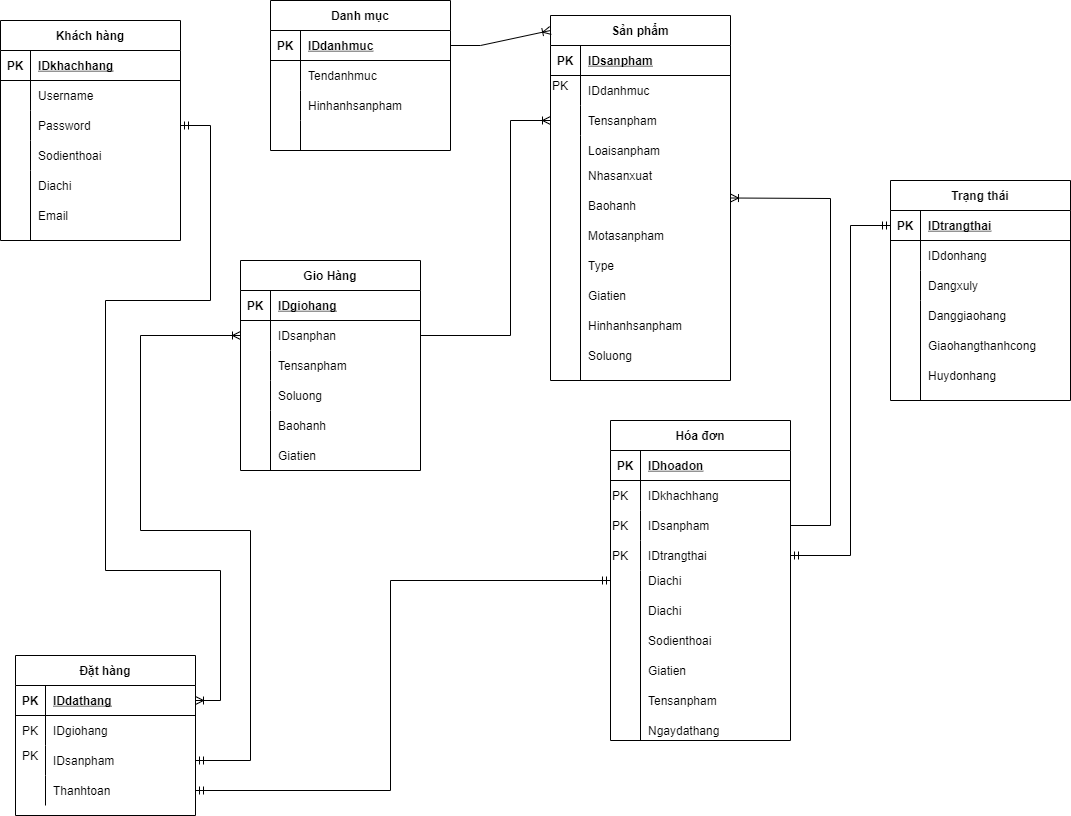 Khách hàng
PK IDkhachhang
Username
Password
Sodienthoai
Diachi
Email
Danh mục
PK IDdanhmuc
Tendanhmuc
Hinhanhsanpham
Sản phẩm
PK IDsanpham
PK IDdanhmuc
Tensanpham
Loaisanpham
Nhasanxuat
Baohanh
Motasanpham
Type
Giatien
Hinhanhsanpham
Soluong
Trạng thái
PK IDtrangthai
IDdonhang
Dangxuly
Danggiaohang
Giaohangthanhcong
Huydonhang
Gio Hàng
PK IDgiohang
IDsanphan
Tensanpham
Soluong
Baohanh
Giatien
Hóa đơn
PK IDhoadon
PK IDkhachhang
PK IDsanpham
PK IDtrangthai
Diachi
Diachi
Sodienthoai
Giatien
Tensanpham
Ngaydathang
Đặt hàng
PK IDdathang
PK IDgiohang
PK IDsanpham
Thanhtoan